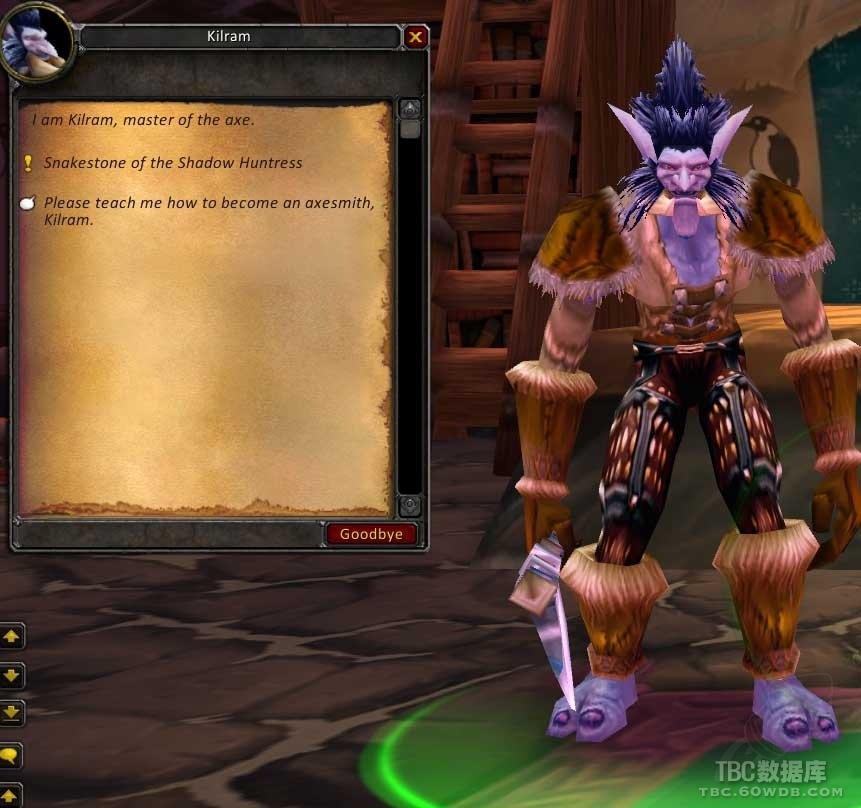 Kilram
I am Kilram, master of the axe.
Snakestone of the Shadow Huntress
Please teach me how to become an axesmith,
Kilram.
Goodbye
TBC数据库
TBC.60WDB.COM